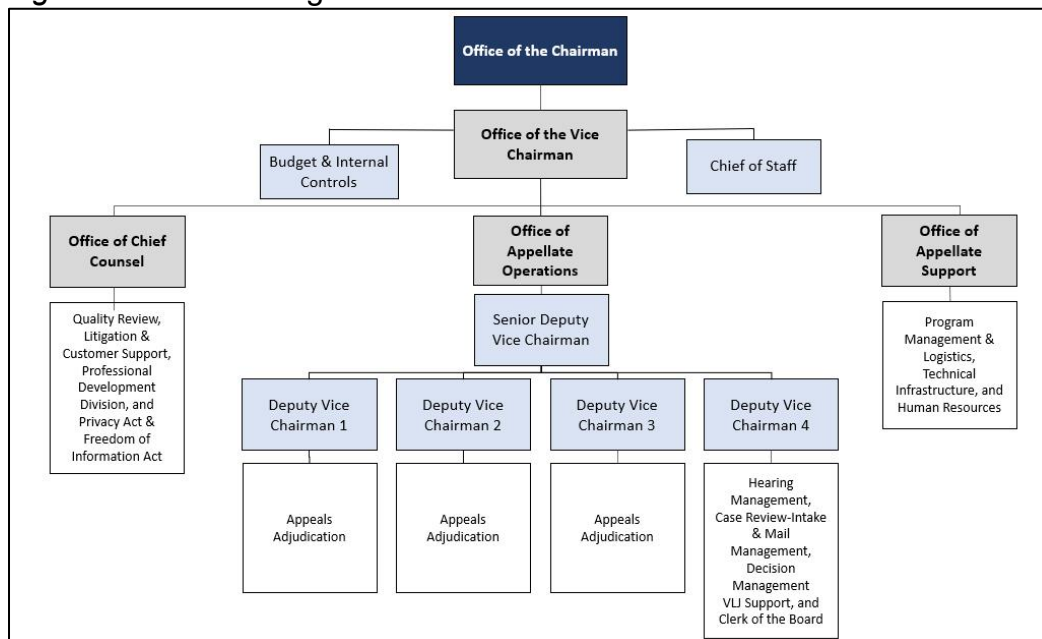 Office of the Chairman
Office of the Vice
Chairman
Budget & Internal
Controls
Chief of Staff
Office of Chief
Counsel
Office of
Appellate
Operations
Office of
Appellate
Support
Quality Review,
Litigation &
Customer Support,
Professional
Development
Division, and
Privacy Act &
Freedom of
Information Act
Senior Deputy
Vice Chairman
Program
Management &
Logistics,
Technical
Infrastructure, and
Human Resources
Deputy Vice
Chairman 1
Deputy Vice
Chairman 2
Deputy Vice
Chairman 3
Deputy Vice
Chairman 4
Appeals
Adjudication
Appeals
Adjudication
Appeals
Adjudication
Hearing
Management,
Case Review-Intake
& Mail
Management,
Decision
Management
VLJ Support, and
Clerk of the Board